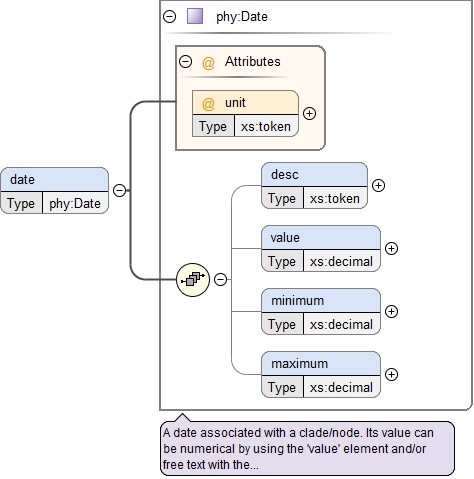 phy:Date
@ Attributes
@ unit
Type xs:token
date
Type phy:Date
desc
Type xs:token
value
Type xs:decimal
minimum
Type xs:decimal
maximum
Type xs:decimal
A date associated with a clade/node. Its value can
be numerical by using the 'value' element and/or
free text with the...